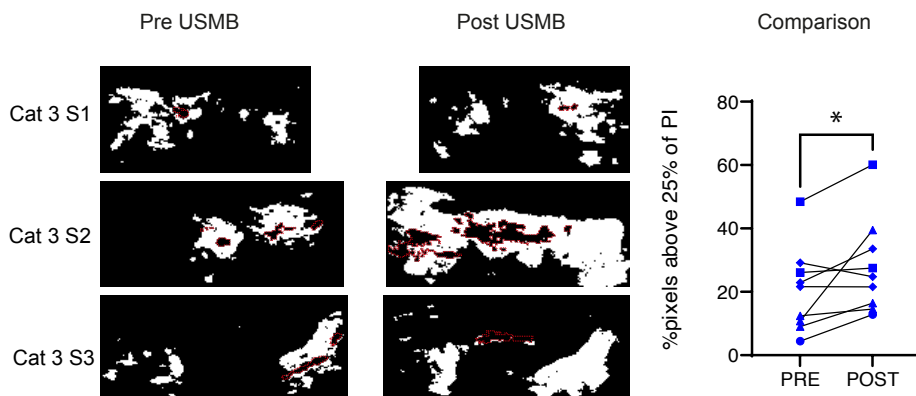 Pre USMB
Post USMB
Comparison
Cat 3 S1
Cat 3 S2
Cat 3 S3
%pixels above 25% of PI
80
60
40
20
0
*
PRE
POST